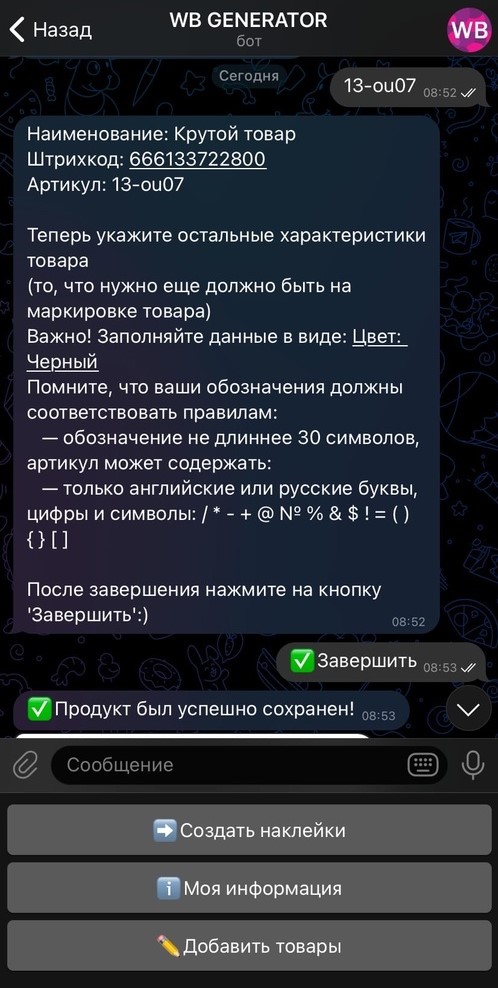 Назад
WB GENERATOR
бот
WB
Сегодня
13-ou07 08:52
Наименование: Крутой товар
Штрихкод: 666133722800
Артикул: 13-ou07
Теперь укажите остальные характеристики
товара
(то, что нужно еще должно быть на
маркировке товара)
Важно! Заполняйте данные в виде: Цвет:
Черный
Помните, что ваши обозначения должны
соответствовать правилам:
— обозначение не длиннее 30 символов,
артикул может содержать:
— только английские или русские буквы,
цифры и символы: / * - + @ № % & $ ! = ( )
{ } [ ]
После завершения нажмите на кнопку
'Завершить':)
08:52
✅Завершить 08:53
✅Продукт был успешно сохранен! 08:53
Сообщение
➡️Создать наклейки
ℹ️Моя информация
✏️Добавить товары